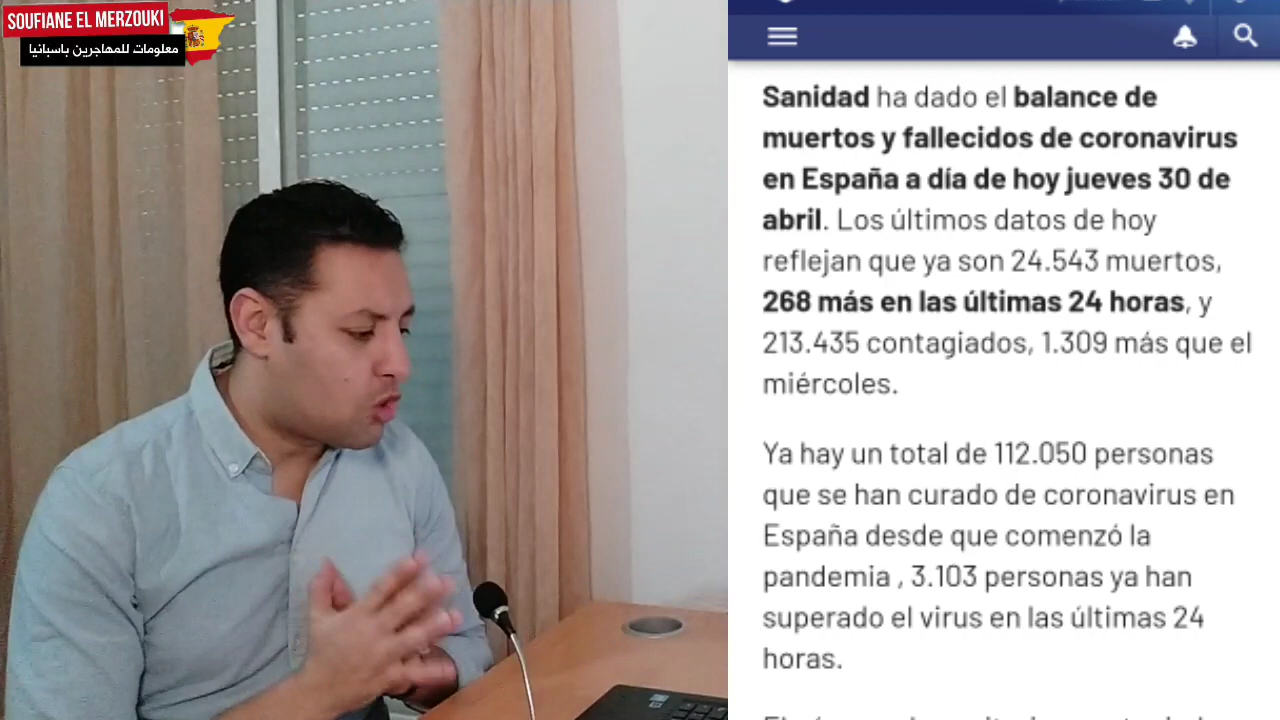 SOUFIANE EL MERZOUKI
معلومات للمهاجرين باسبانيا
Sanidad ha dado el balance de
muertos y fallecidos de coronavirus
en España a día de hoy jueves 30 de
abril. Los últimos datos de hoy
reflejan que ya son 24.543 muertos,
268 más en las últimas 24 horas, y
213.435 contagiados, 1.309 más que el
miércoles.
Ya hay un total de 112.050 personas
que se han curado de coronavirus en
España desde que comenzó la
pandemia , 3.103 personas ya han
superado el virus en las últimas 24
horas.